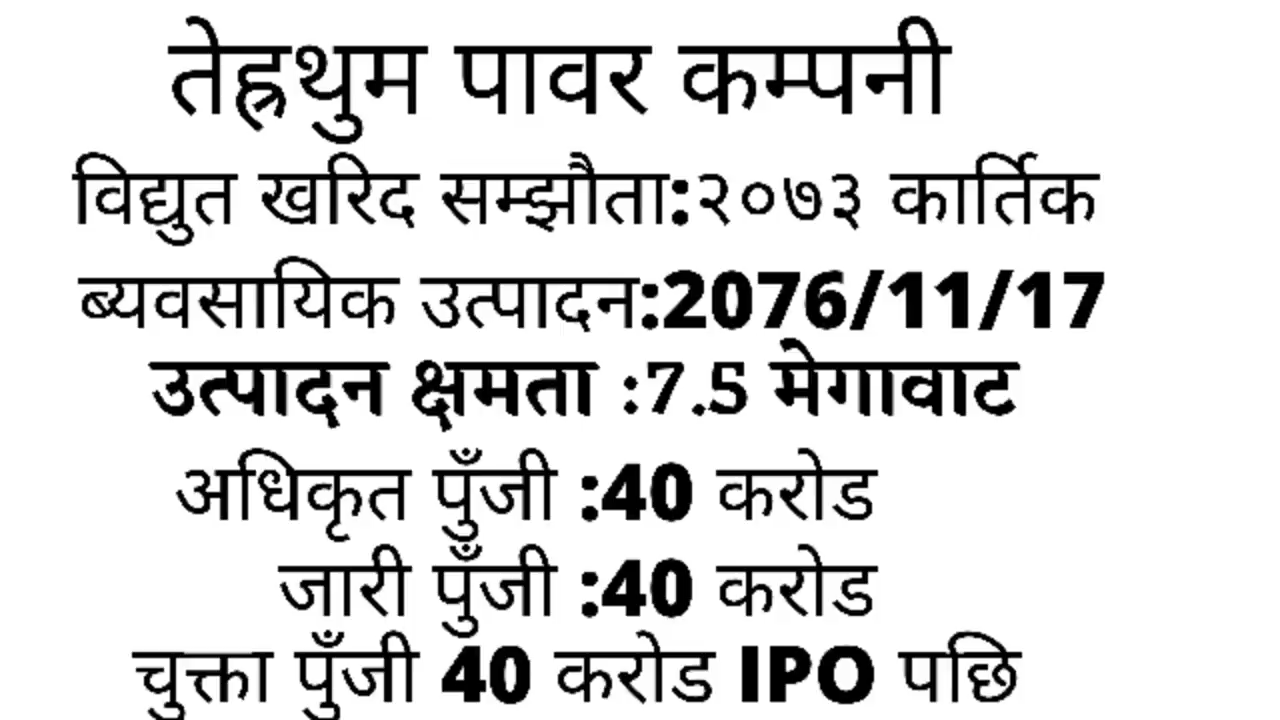 तेह्रथुम पावर कम्पनी
विद्युत खरिद सम्झौता:२०७३ कार्तिक
ब्यवसायिक उत्पादन:2076/11/17
उत्पादन क्षमता :7.5 मेगावाट
अधिकृत पुँजी :40 करोड
जारी पुँजी :40 करोड
चुक्ता पुँजी 40 करोड IPO पछि